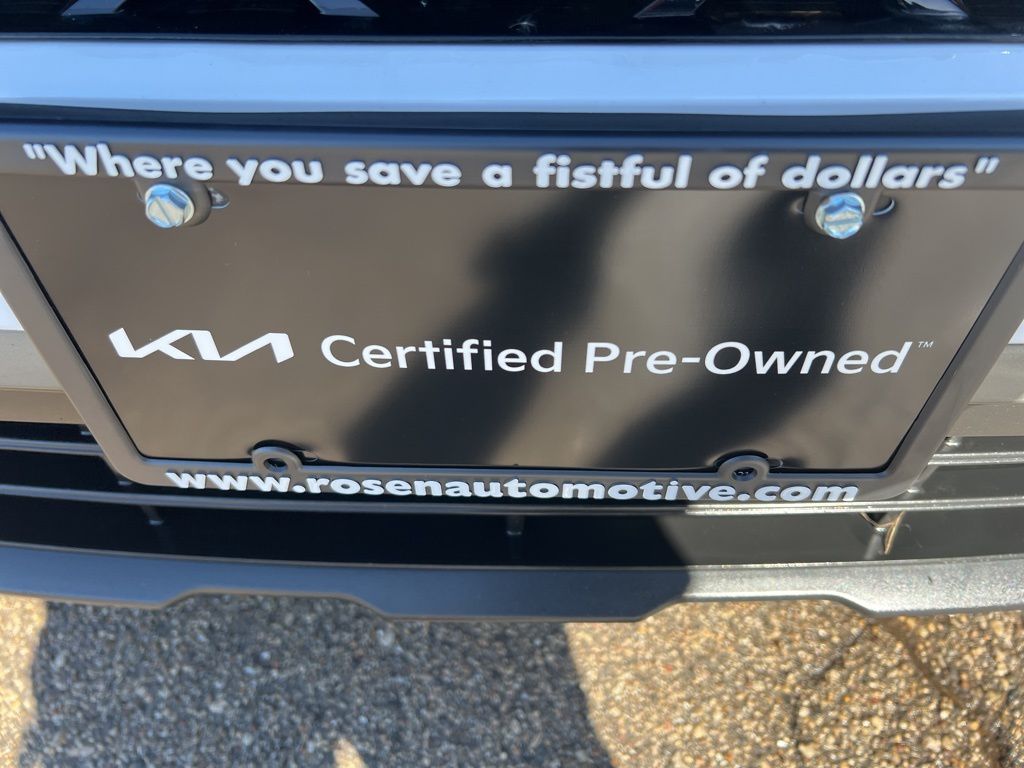 "Where you save a fistful of dollars"
KIA Certified Pre-Owned™
www.rosenautomotive.com